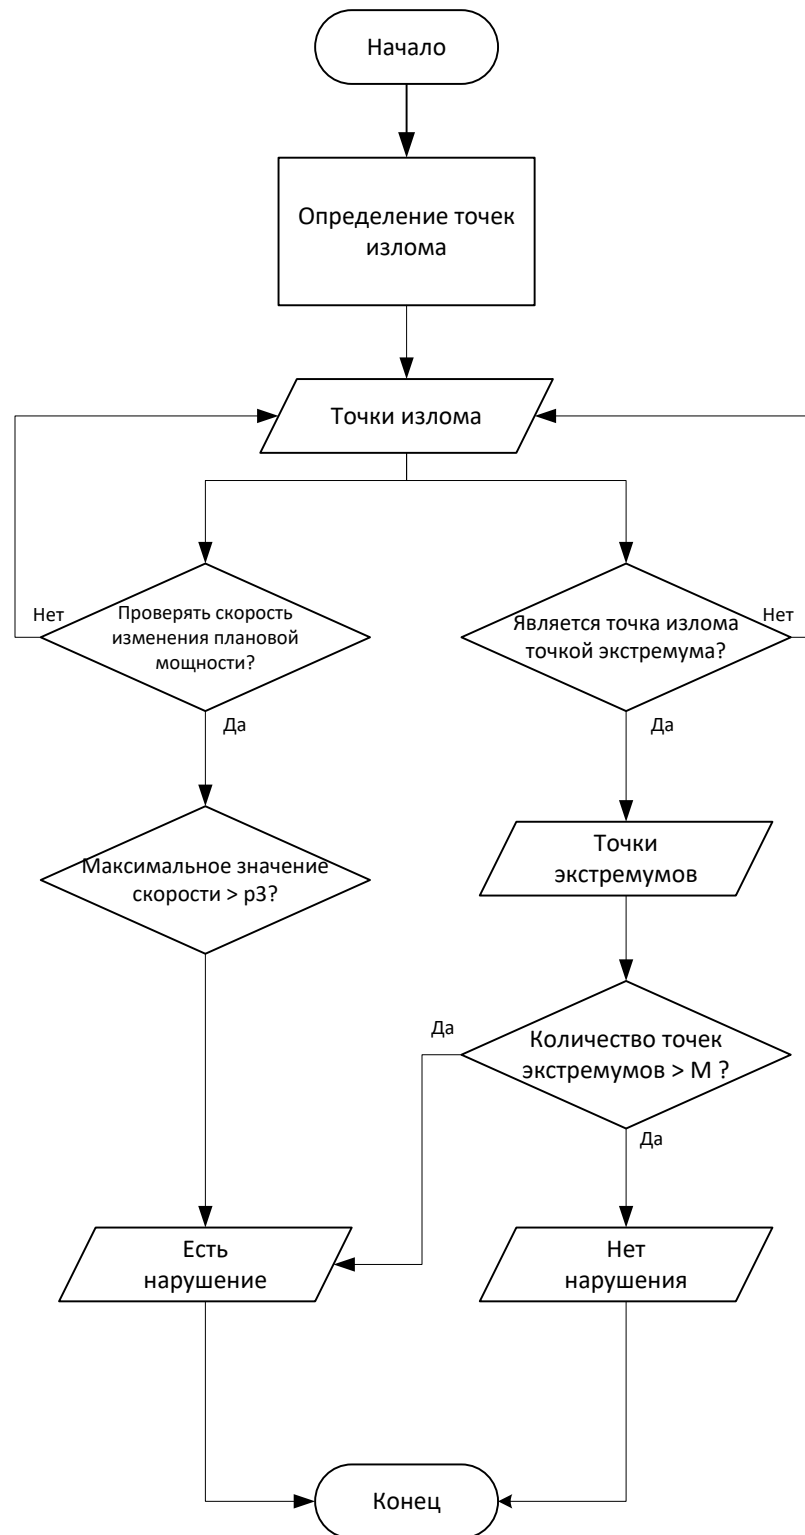 Начало
Определение точек
излома
Точки излома
Нет
Проверять скорость
изменения плановой
мощности?
Является точка излома
точкой экстремума?
Нет
Да
Да
Максимальное значение
скорости > p3?
Точки
экстремумов
Да
Количество точек
экстремумов > M ?
Да
Есть
нарушение
Нет
нарушения
Конец